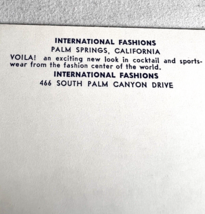 INTERNATIONAL FASHIONS
PALM SPRINGS, CALIFORNIA
VOILA! an exciting new look in cocktail and sports-
wear from the fashion center of the world.
INTERNATIONAL FASHIONS
466 SOUTH PALM CANYON DRIVE